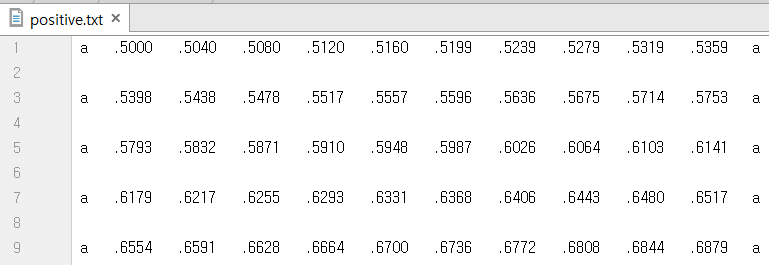 positive.txt ×
1 a .5000 .5040 .5080 .5120 .5160 .5199 .5239 .5279 .5319 .5359 a
2
3 a .5398 .5438 .5478 .5517 .5557 .5596 .5636 .5675 .5714 .5753 a
4
5 a .5793 .5832 .5871 .5910 .5948 .5987 .6026 .6064 .6103 .6141 a
6
7 a .6179 .6217 .6255 .6293 .6331 .6368 .6406 .6443 .6480 .6517 a
8
9 a .6554 .6591 .6628 .6664 .6700 .6736 .6772 .6808 .6844 .6879 a